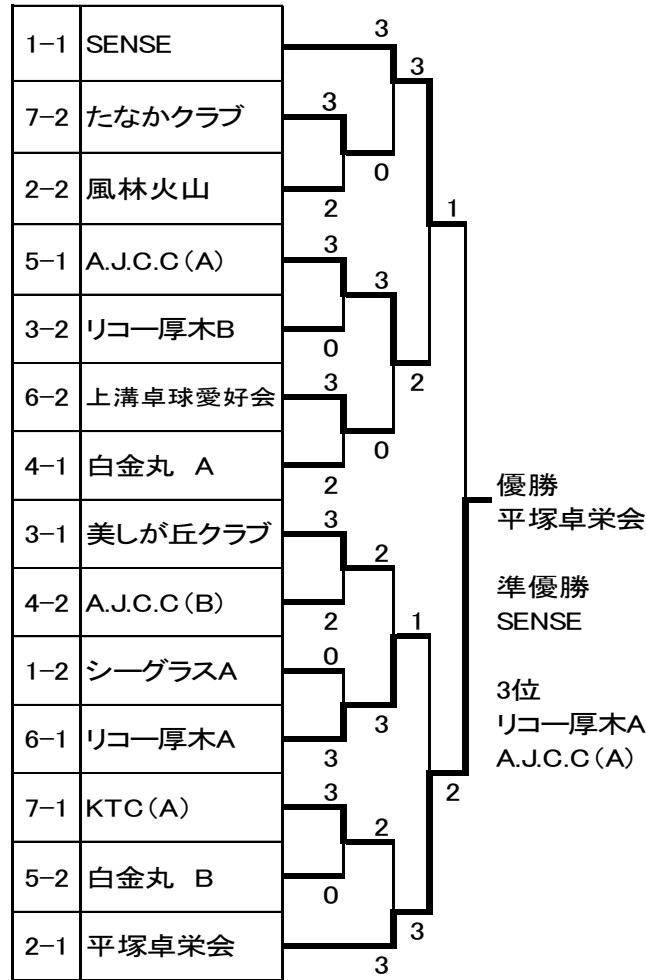 1-1 SENSE
7-2 たなかクラブ
2-2 風林火山
5-1 A.J.C.C(A)
3-2 リコー厚木B
6-2 上溝卓球愛好会
4-1 白金丸 A
3-1 美しが丘クラブ
4-2 A.J.C.C(B)
1-2 シーグラスA
6-1 リコー厚木A
7-1 KTC(A)
5-2 白金丸 B
2-1 平塚卓栄会
3
3
3
0
2
1
3
3
0
2
3
0
2
3
2
2
1
0
3
3
3
2
2
0
3
3
優勝
平塚卓栄会
準優勝
SENSE
3位
リコー厚木A
A.J.C.C(A)